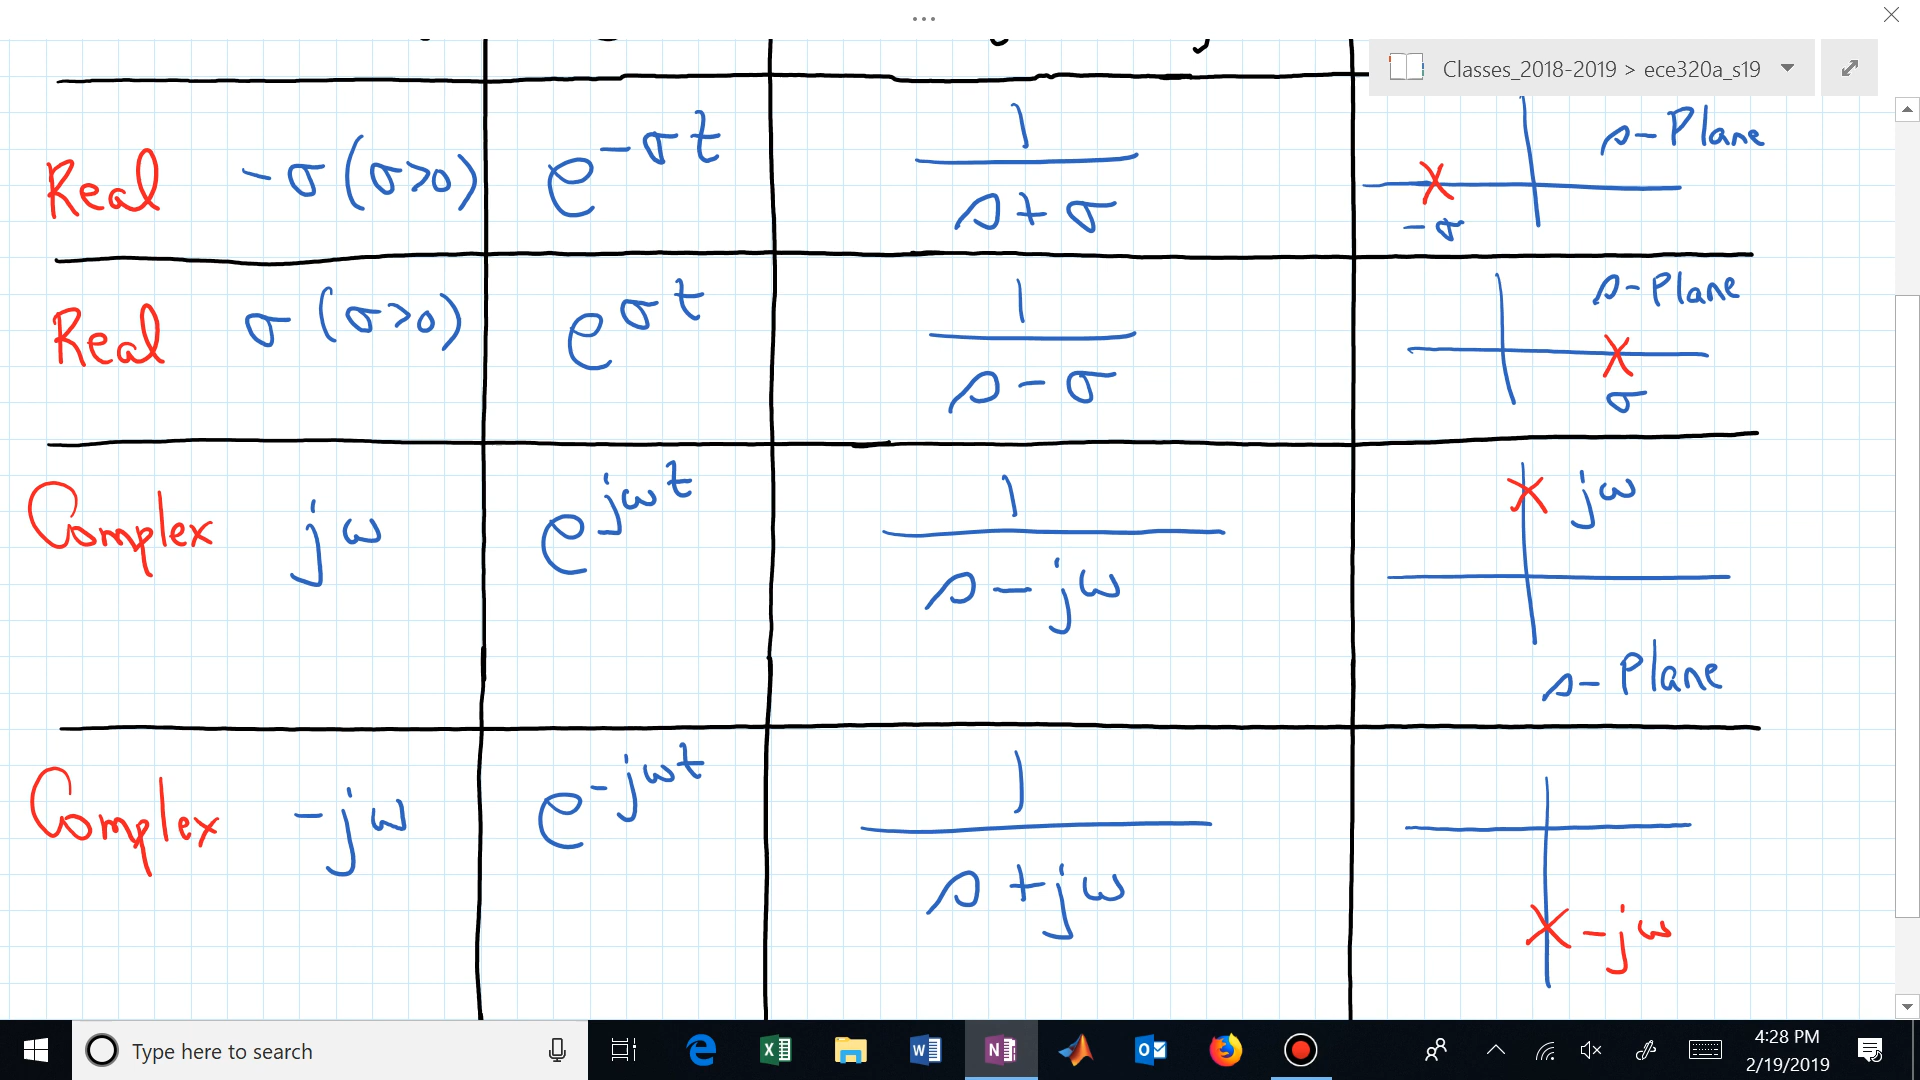 Classes_2018-2019 > ece320a_s19
Real -σ (σ>0) e^{-σt} 1/(s+σ) s-Plane -σ
Real σ (σ>0) e^{σt} 1/(s-σ) s-Plane σ
Complex jω e^{jωt} 1/(s-jω) jω s-Plane
Complex -jω e^{-jωt} 1/(s+jω) -jω
Type here to search
4:28 PM
2/19/2019